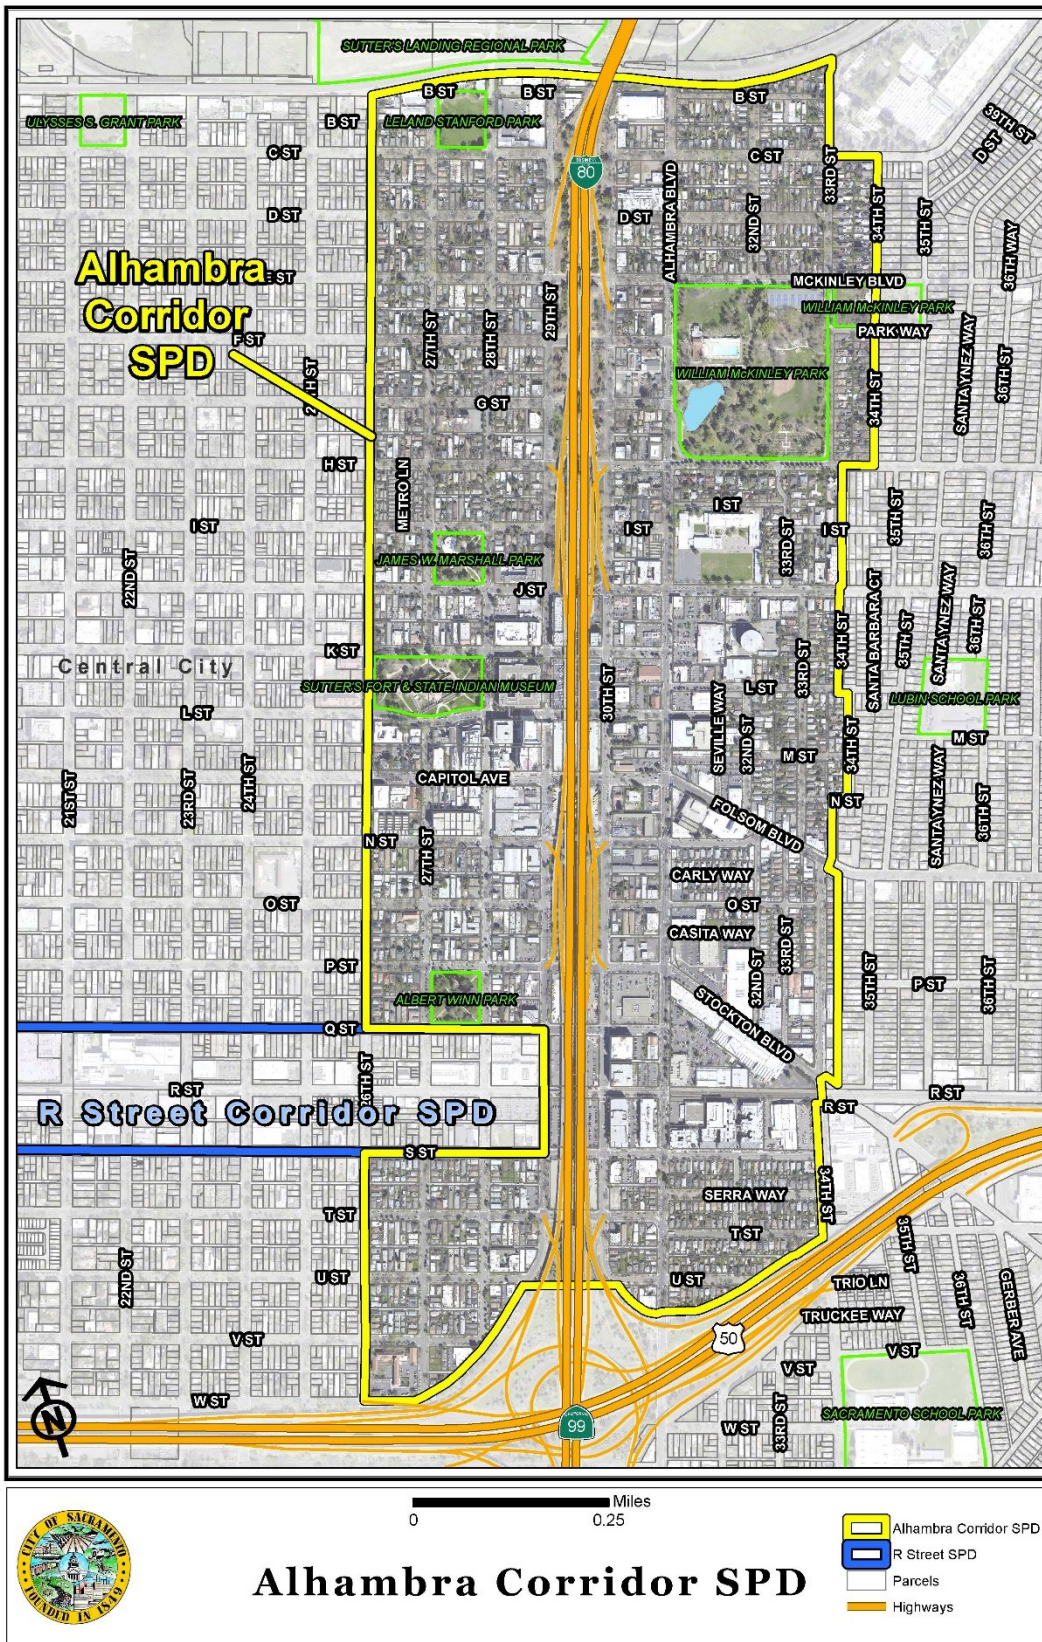 SUTTER'S LANDING REGIONAL PARK
B ST
B ST
B ST
ULYSSES S. GRANT PARK
B ST
LELAND STANFORD PARK
39TH ST
D ST
C ST
C ST
80
33RD ST
ALHAMBRA BLVD
34TH ST
35TH ST
36TH WAY
D ST
D ST
32ND ST
Alhambra
Corridor
SPD
E ST
MCKINLEY BLVD
WILLIAM McKINLEY PARK
29TH ST
27TH ST
28TH ST
F ST
PARK WAY
SANTA YNEZ WAY
36TH ST
WILLIAM McKINLEY PARK
34TH ST
G ST
H ST
METRO LN
I ST
I ST
I ST
I ST
33RD ST
35TH ST
36TH ST
22ND ST
JAMES W. MARSHALL PARK
J ST
34TH ST
SANTA BARBARA CT
35TH ST
SANTA YNEZ WAY
36TH ST
K ST
Central City
SUTTER'S FORT & STATE INDIAN MUSEUM
30TH ST
33RD ST
L ST
LUBIN SCHOOL PARK
L ST
SEVILLE WAY
32ND ST
M ST
34TH ST
M ST
21ST ST
23RD ST
24TH ST
CAPITOL AVE
SANTA YNEZ WAY
36TH ST
N ST
FOLSOM BLVD
N ST
27TH ST
CARLY WAY
O ST
O ST
CASITA WAY
33RD ST
32ND ST
P ST
35TH ST
P ST
36TH ST
ALBERT WINN PARK
STOCKTON BLVD
Q ST
26TH ST
R ST
R ST
R ST
R Street Corridor SPD
S ST
34TH ST
SERRA WAY
T ST
T ST
35TH ST
22ND ST
U ST
U ST
TRIO LN
36TH ST
GERBER AVE
TRUCKEE WAY
V ST
50
V ST
V ST
W ST
N
99
W ST
33RD ST
SACRAMENTO SCHOOL PARK
Miles
0 0.25
CITY OF SACRAMENTO
FOUNDED IN 1849
Alhambra Corridor SPD
Alhambra Corridor SPD
R Street SPD
Parcels
Highways